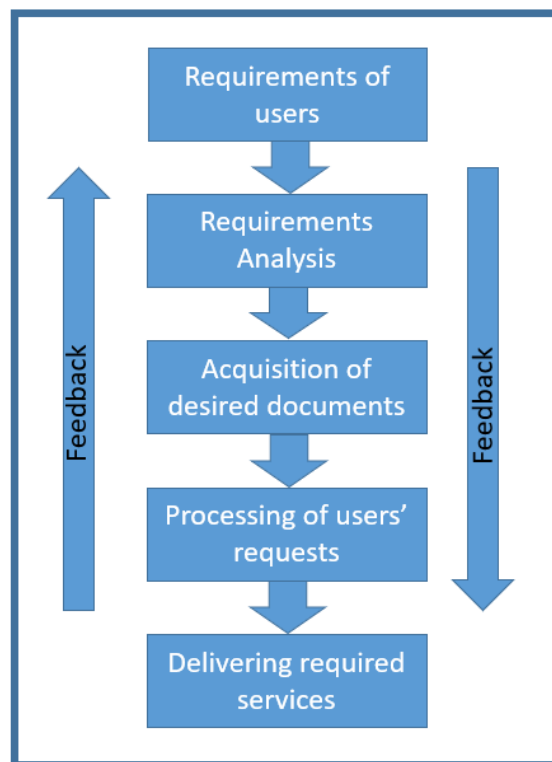 Requirements of
users
Requirements
Analysis
Acquisition of
desired documents
Processing of users’
requests
Delivering required
services
Feedback
Feedback